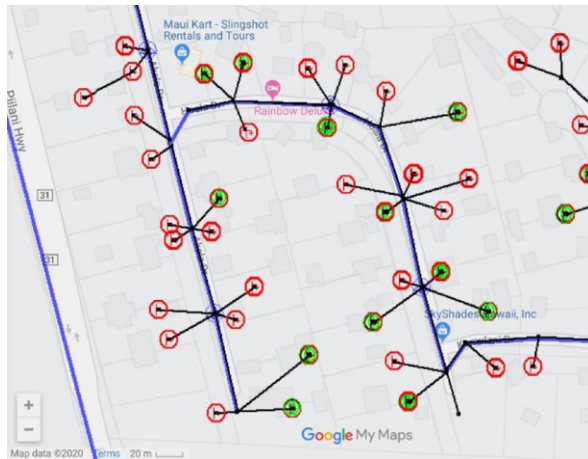 Maui Kart - Slingshot
Rentals and Tours
Piilani Hwy
Rainbow Delu
31
31
SkyShades Hawaii, Inc
+
−
Google My Maps
Map data ©2020 Terms 20 m